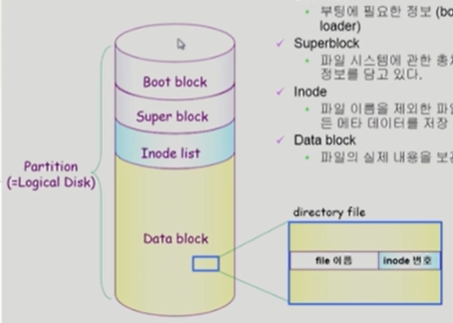 Boot block
Super block
Inode list
Partition
(=Logical Disk)
Data block
부팅에 필요한 정보 (bo
loader)
Superblock
파일 시스템에 관한 총
정보를 담고 있다.
Inode
파일 이름을 제외한 파일
든 메타 데이터를 저장
Data block
파일의 실제 내용을 보관
directory file
file 이름
inode 번호